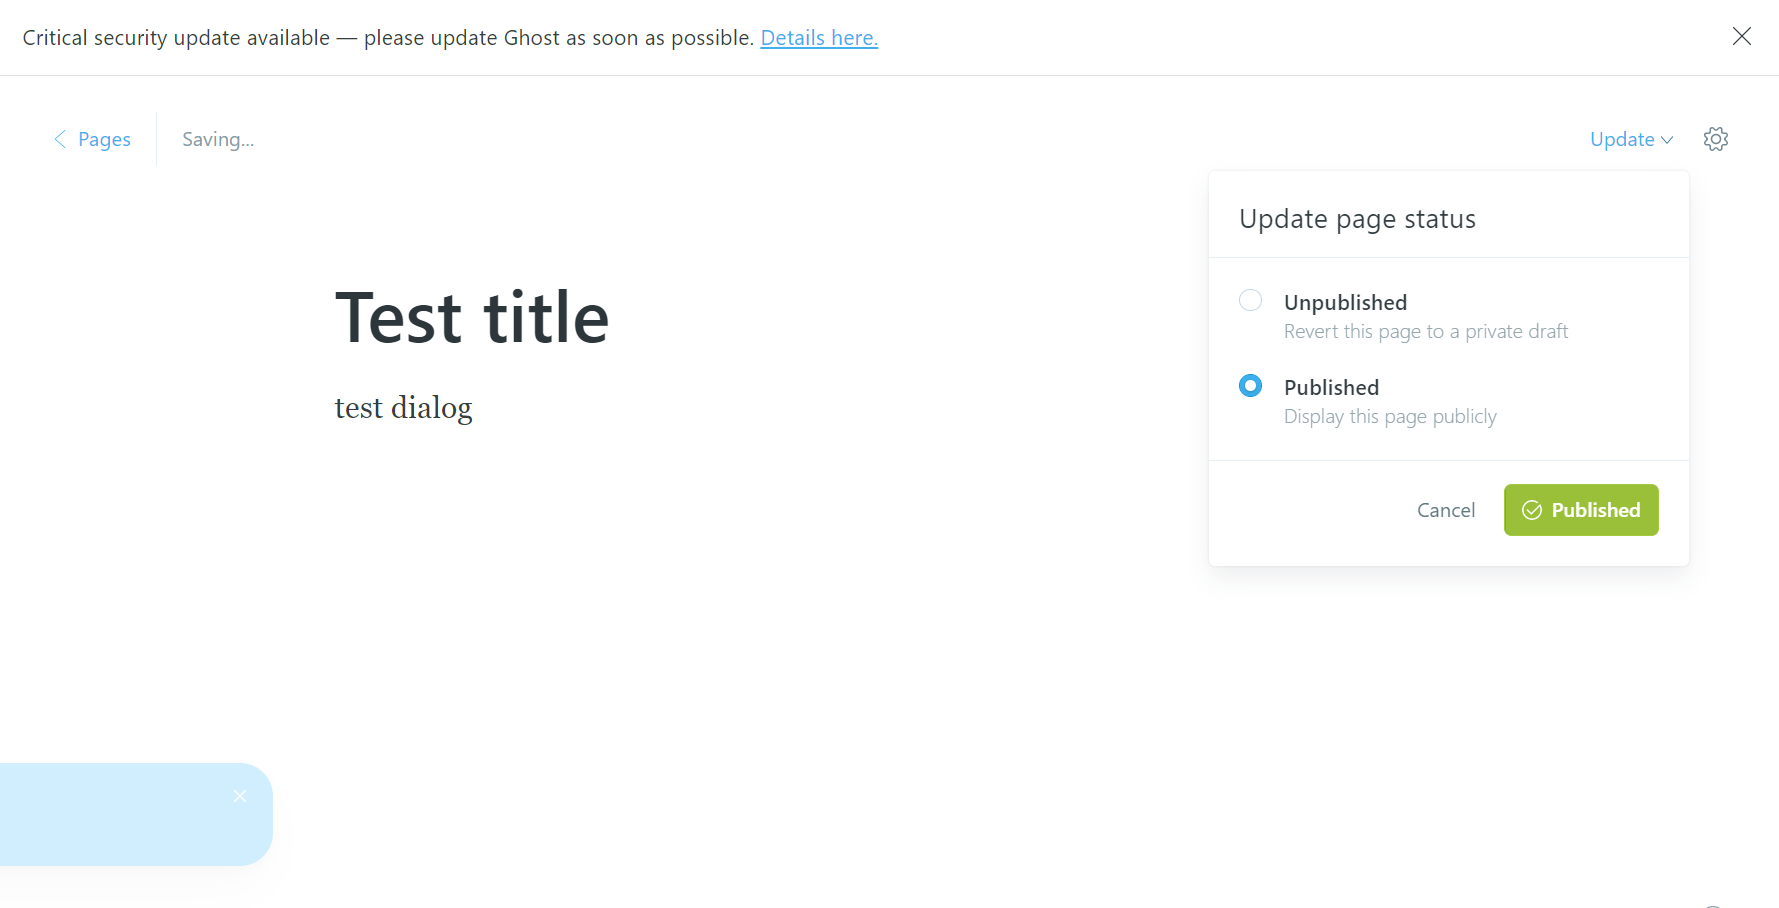 Critical security update available — please update Ghost as soon as possible. Details here.
Pages
Saving...
Update
Update page status
Test title
Unpublished
Revert this page to a private draft
Published
Display this page publicly
test dialog
Cancel
Published